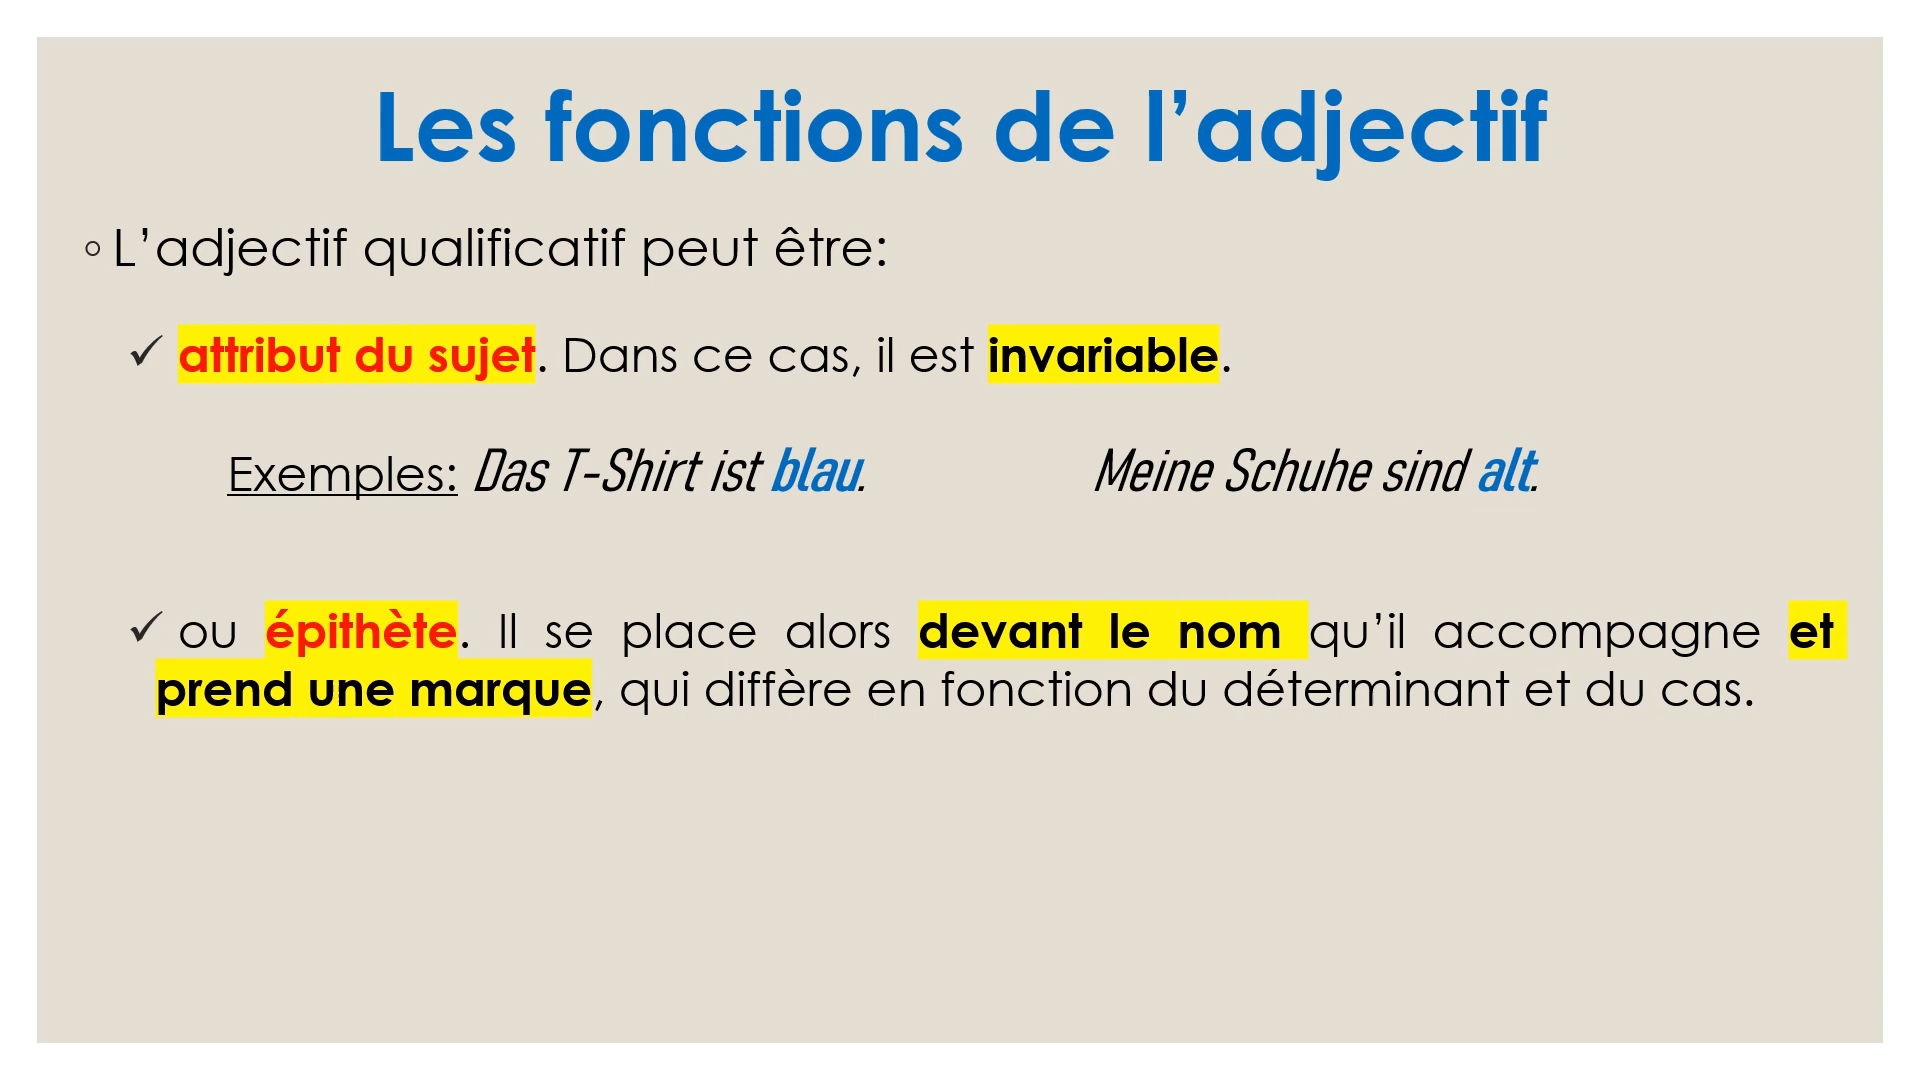 Les fonctions de l’adjectif
◦ L’adjectif qualificatif peut être:
✓ attribut du sujet. Dans ce cas, il est invariable.
Exemples: Das T-Shirt ist blau. Meine Schuhe sind alt.
✓ ou épithète. Il se place alors devant le nom qu’il accompagne et
prend une marque, qui diffère en fonction du déterminant et du cas.